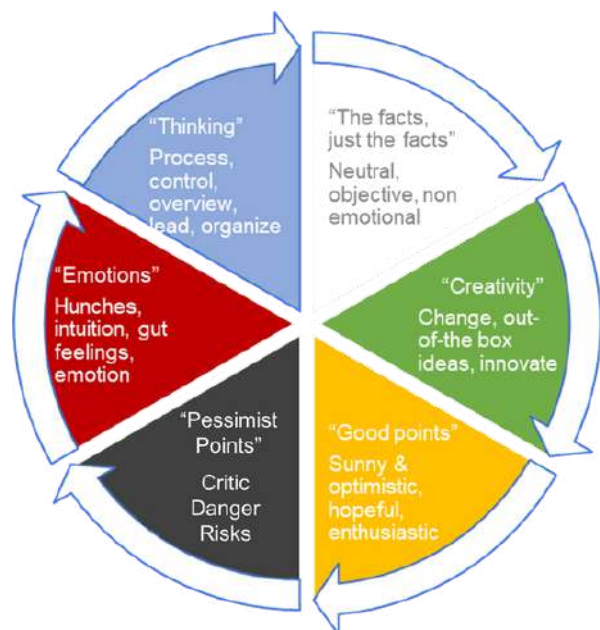 “Thinking”
Process,
control,
overview,
lead, organize
“The facts,
just the facts”
Neutral,
objective, non
emotional
“Emotions”
Hunches,
intuition, gut
feelings,
emotion
“Creativity”
Change, out-
of-the box
ideas, innovate
“Pessimist
Points”
Critic
Danger
Risks
“Good points”
Sunny &
optimistic,
hopeful,
enthusiastic